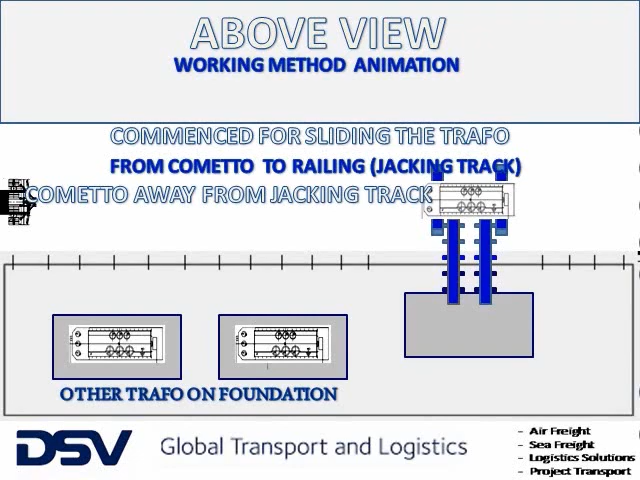 ABOVE VIEW
WORKING METHOD ANIMATION
COMMENCED FOR SLIDING THE TRAFO
FROM COMETTO TO RAILING (JACKING TRACK)
COMETTO AWAY FROM JACKING TRACK
OTHER TRAFO ON FOUNDATION
DSV Global Transport and Logistics
- Air Freight
- Sea Freight
- Logistics Solutions
- Project Transport